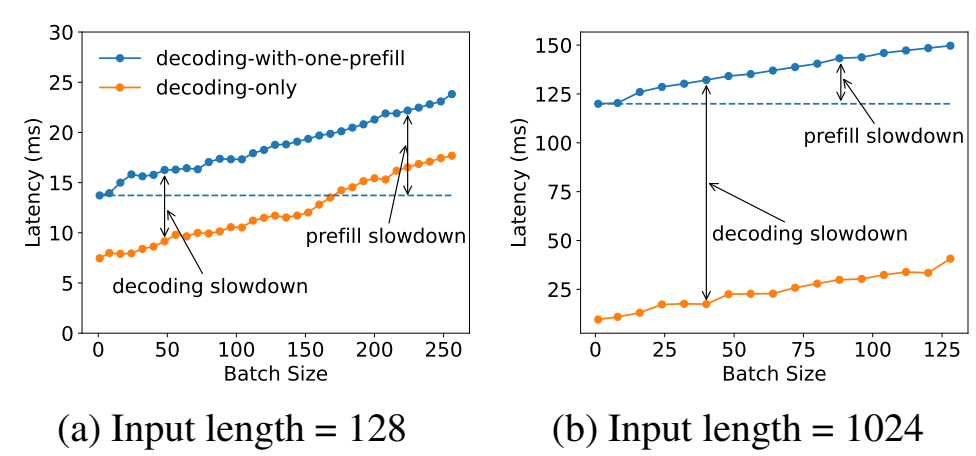 30
25
20
15
10
5
0
Latency (ms)
decoding-with-one-prefill
decoding-only
prefill slowdown
decoding slowdown
0 50 100 150 200 250
Batch Size
(a) Input length = 128
150
125
100
75
50
25
Latency (ms)
prefill slowdown
decoding slowdown
0 25 50 75 100 125
Batch Size
(b) Input length = 1024